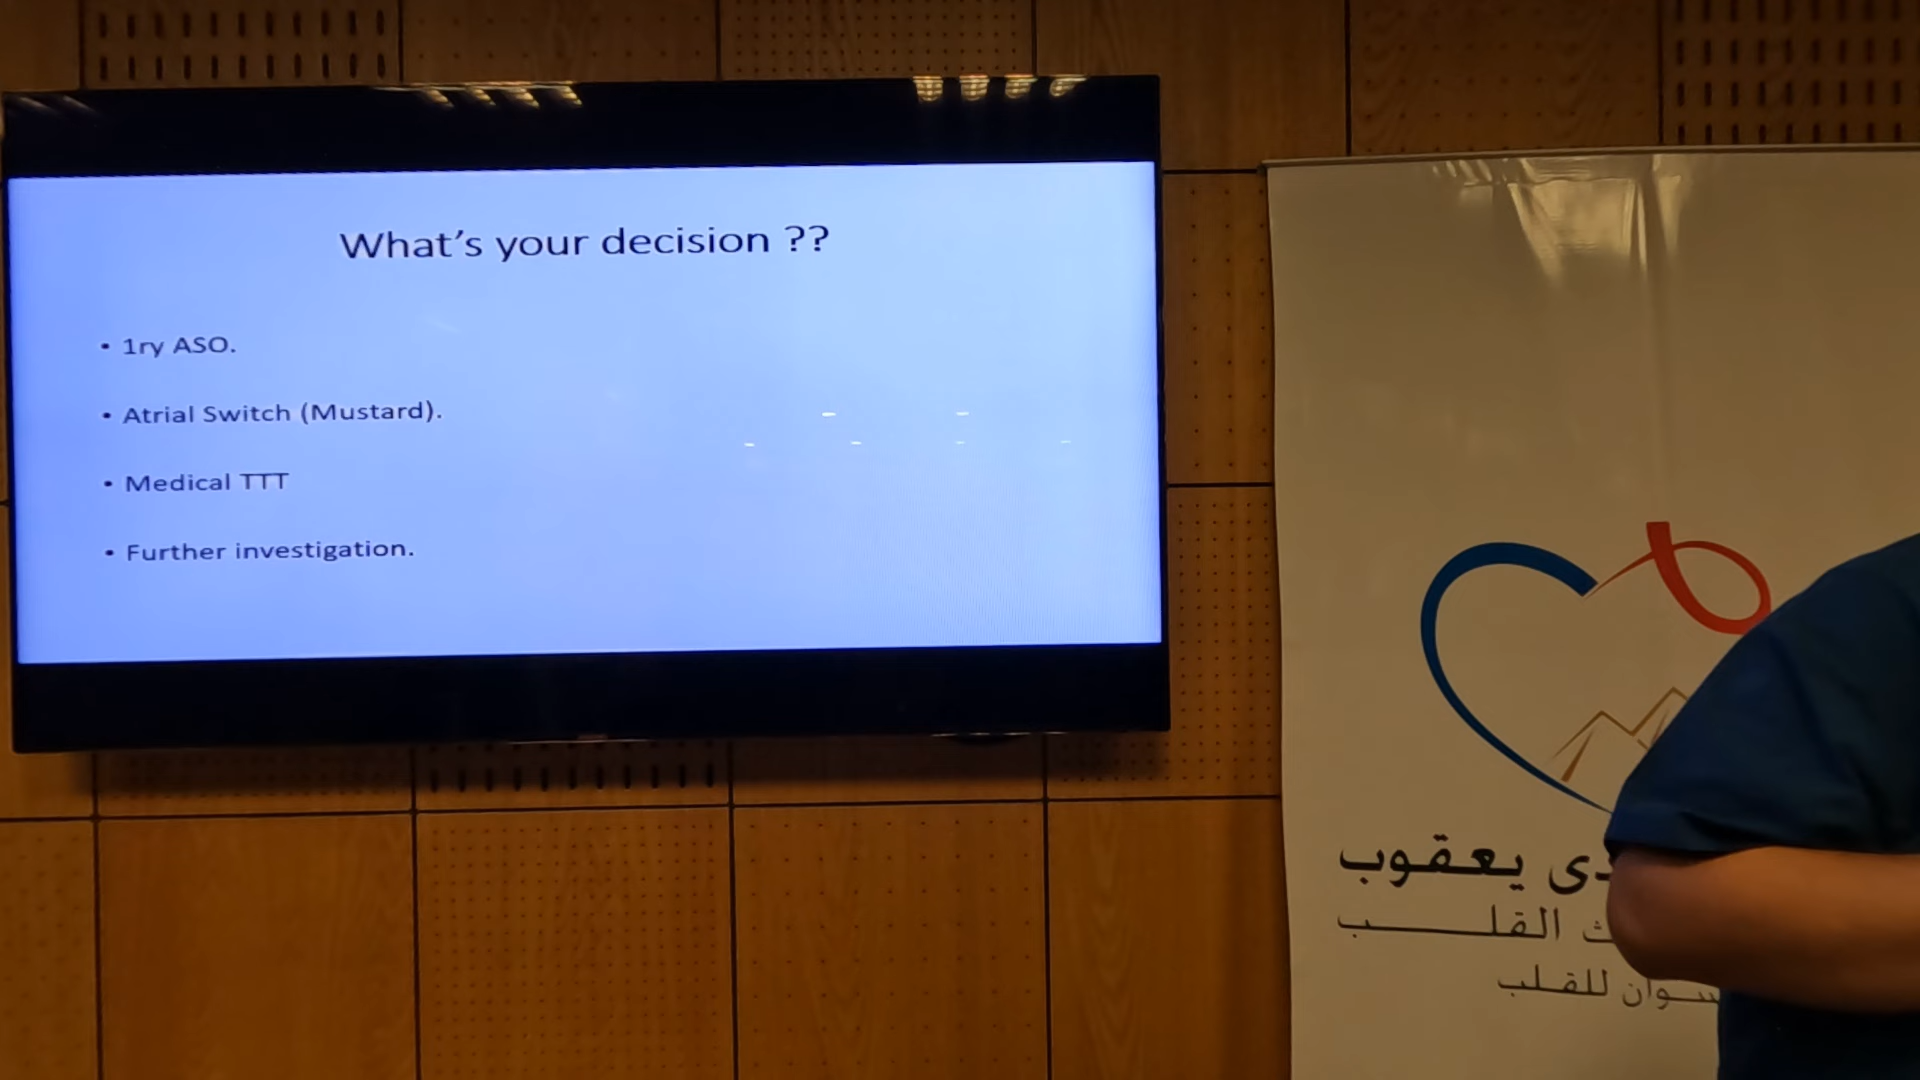 What's your decision ??
• 1ry ASO.
• Atrial Switch (Mustard).
• Medical TTT
• Further investigation.
يعقوب
القلب
للقلب